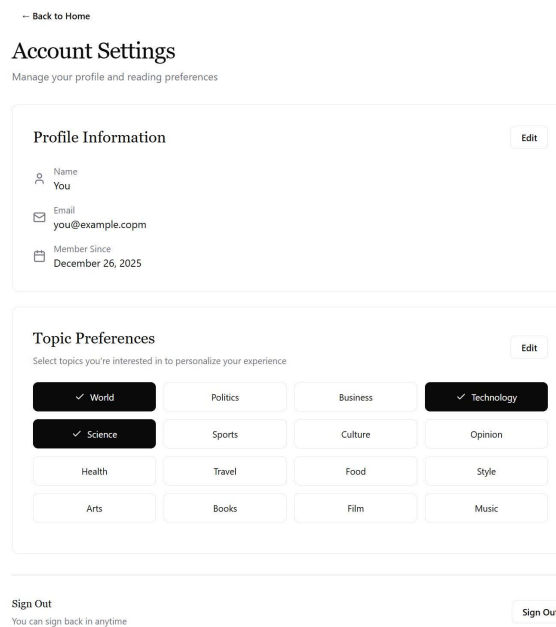 ← Back to Home
Account Settings
Manage your profile and reading preferences
Profile Information
Edit
Name
You
Email
you@example.copm
Member Since
December 26, 2025
Topic Preferences
Edit
Select topics you're interested in to personalize your experience
✓ World Politics Business ✓ Technology
✓ Science Sports Culture Opinion
Health Travel Food Style
Arts Books Film Music
Sign Out
Sign Out
You can sign back in anytime